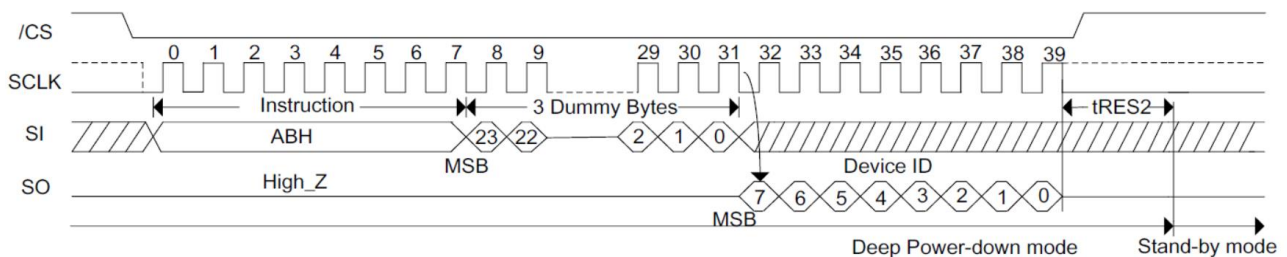 /CS
0 1 2 3 4 5 6 7 8 9 29 30 31 32 33 34 35 36 37 38 39
SCLK
Instruction 3 Dummy Bytes tRES2
SI ABH 23 22 2 1 0
MSB Device ID
SO High_Z 7 6 5 4 3 2 1 0
MSB
Deep Power-down mode Stand-by mode